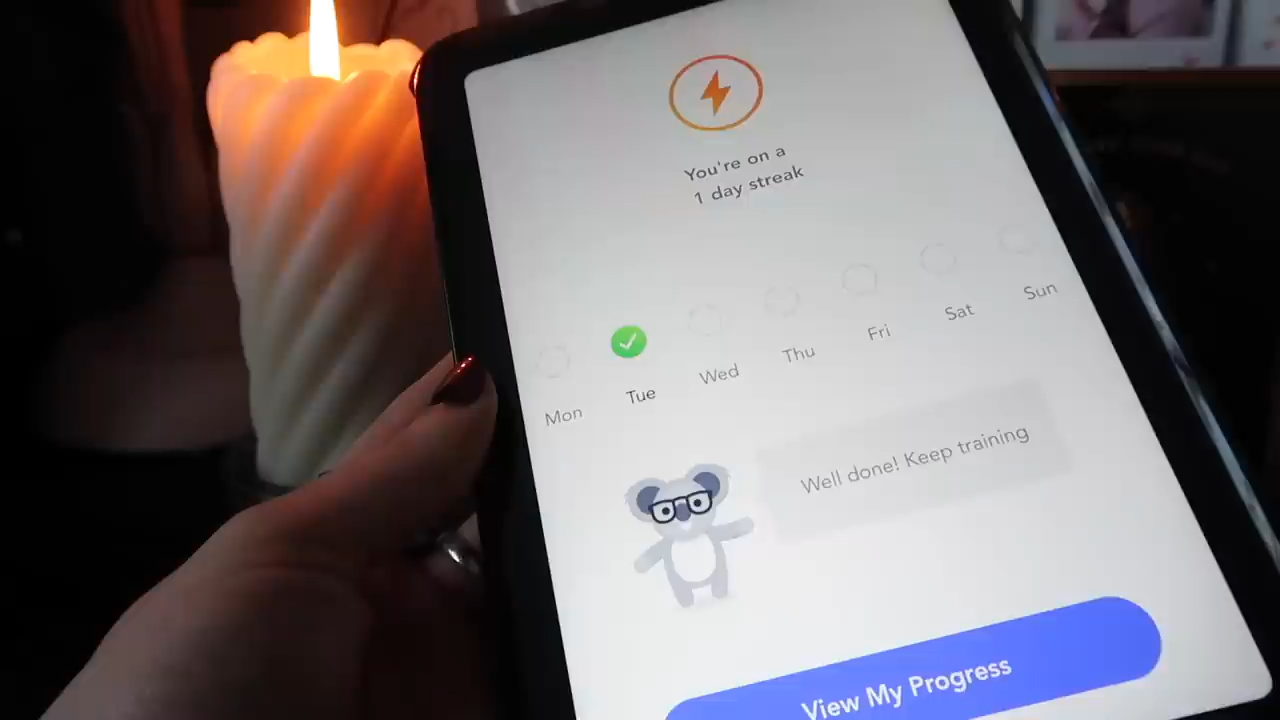 You're on a
1 day streak
Mon Tue Wed Thu Fri Sat Sun
Well done! Keep training
View My Progress